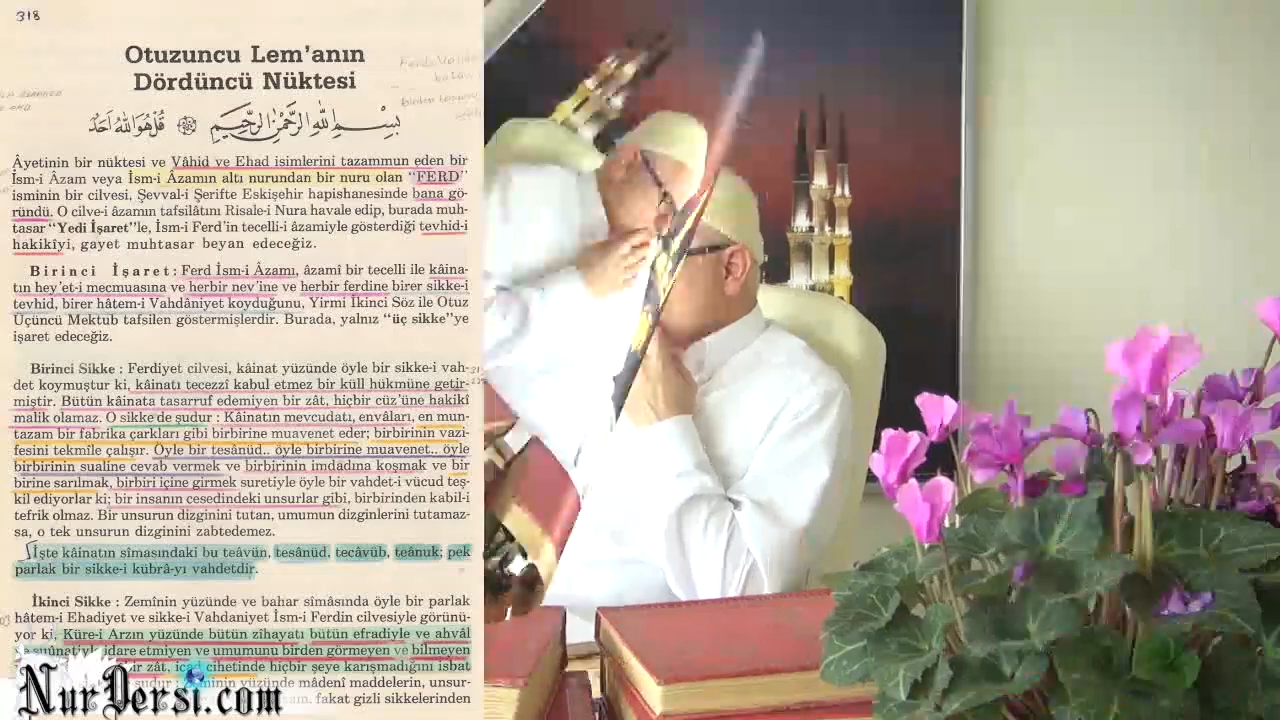 318
Otuzuncu Lem'anın
Dördüncü Nüktesi
بِسْمِ اللهِ الرَّحْمٰنِ الرَّحِيمِ قُلْ هُوَ اللهُ اَحَدٌ
Âyetinin bir nüktesi ve Vâhid ve Ehad isimlerini tazammun eden bir
İsm-i Âzam veya İsm-i Âzamın altı nurundan bir nuru olan "FERD"
isminin bir cilvesi, Şevval-i Şerifte Eskişehir hapishanesinde bana gö-
ründü. O cilve-i âzamın tafsilâtını Risale-i Nura havale edip, burada muh-
tasar "Yedi İşaret"le, İsm-i Ferd'in tecelli-i âzamiyle gösterdiği tevhid-i
hakikîyi, gayet muhtasar beyan edeceğiz.
Birinci İşaret : Ferd İsm-i Âzamı, âzamî bir tecelli ile kâina-
tın hey'et-i mecmuasına ve herbir nev'ine ve herbir ferdine birer sikke-i
tevhid, birer hâtem-i Vahdâniyet koyduğunu, Yirmi İkinci Söz ile Otuz
Üçüncü Mektub tafsilen göstermişlerdir. Burada, yalnız "üç sikke"ye
işaret edeceğiz.
Birinci Sikke : Ferdiyet cilvesi, kâinat yüzünde öyle bir sikke-i vah-
det koymuştur ki, kâinatı tecezzî kabul etmez bir küll hükmüne getir-
miştir. Bütün kâinata tasarruf edemiyen bir zât, hiçbir cüz'üne hakikî
malik olamaz. O sikke de şudur : Kâinatın mevcudatı, envâları, en mun-
tazam bir fabrika çarkları gibi birbirine muavenet eder; birbirinin vazi-
fesini tekmîle çalışır. Öyle bir tesânüd.. öyle birbirine muavenet.. öyle
birbirinin sualine cevab vermek ve birbirinin imdadına koşmak ve bir
birine sarılmak, birbiri içine girmek suretiyle öyle bir vahdet-i vücud teş-
kil ediyorlar ki; bir insanın cesedindeki unsurlar gibi, birbirinden kabil-i
tefrik olmaz. Bir unsurun dizginini tutan, umumun dizginlerini tutamaz-
sa, o tek unsurun dizginini zabtedemez.
İşte kâinatın sîmasındaki bu teâvün, tesânüd, tecâvüb, teânuk; pek
parlak bir sikke-i kübrâ-yı vahdetdir.
İkinci Sikke : Zemînin yüzünde ve bahar sîmâsında öyle bir parlak
hâtem-i Ehadiyet ve sikke-i Vahdaniyet İsm-i Ferdin cilvesiyle görünü-
yor ki, Küre-i Arzın yüzünde bütün zîhayatı bütün efradiyle ve ahvâl
ve şuûnatiyle idare etmiyen ve umumunu birden görmeyen ve bilmeyen
bir zât, icad cihetinde hiçbir şeye karışmadığını isbat
şudur : Zeminin yüzünde mâdenî maddelerin, unsur-
fakat gizli sikkelerinden
NurDersi.com